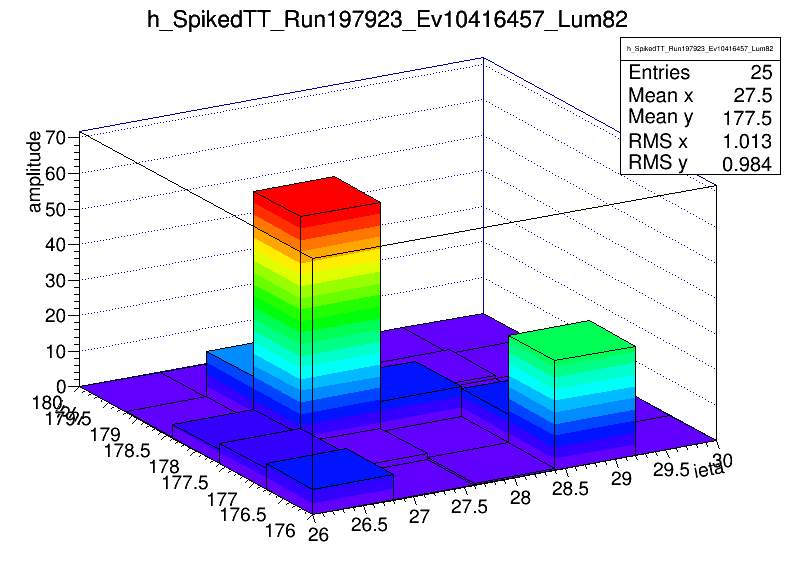 h_SpikedTT_Run197923_Ev10416457_Lum82
h_SpikedTT_Run197923_Ev10416457_Lum82
Entries 25
Mean x 27.5
Mean y 177.5
RMS x 1.013
RMS y 0.984
amplitude
70
60
50
40
30
20
10
0
180
179.5
179
178.5
178
177.5
177
176.5
176
26
26.5
27
27.5
28
28.5
29
29.5
30
ieta